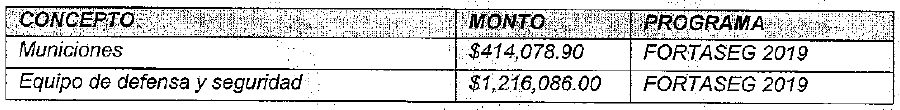 CONCEPTO MONTO PROGRAMA
Municiones $414,078.90 FORTASEG 2019
Equipo de defensa y seguridad $1,216,086.00 FORTASEG 2019